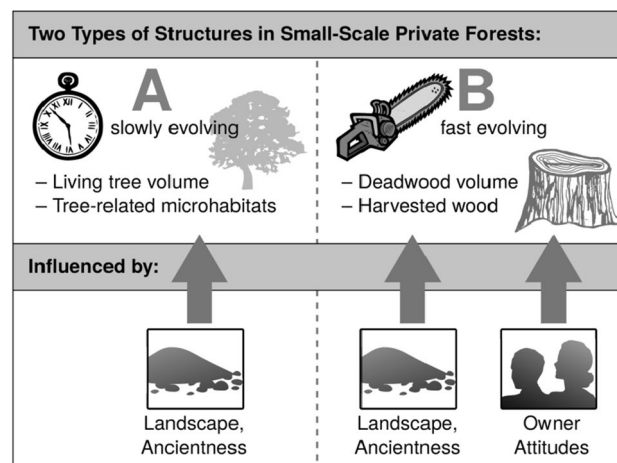 Two Types of Structures in Small-Scale Private Forests:
A
slowly evolving
– Living tree volume
– Tree-related microhabitats
B
fast evolving
– Deadwood volume
– Harvested wood
Influenced by:
Landscape,
Ancientness
Landscape,
Ancientness
Owner
Attitudes